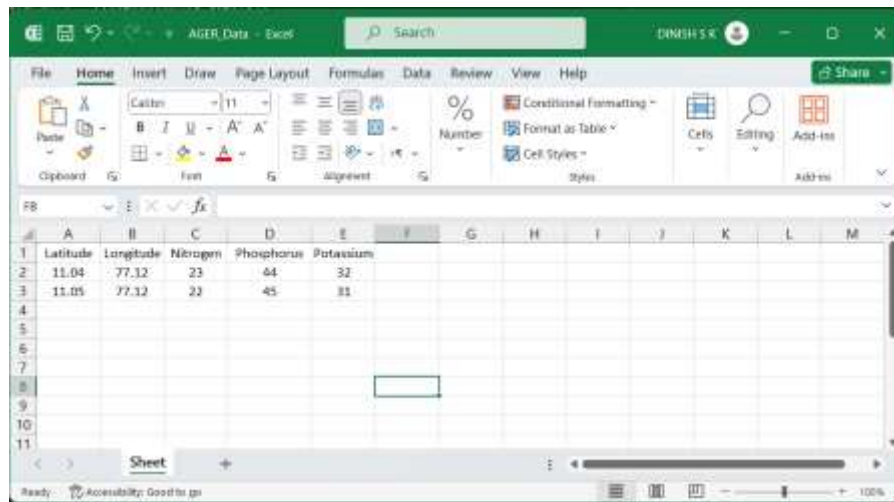 AGER_Data - Excel
Search
DINISH S K
File Home Insert Draw Page Layout Formulas Data Review View Help
Share
Paste
Calibri 11
B I U A A
Number
Conditional Formatting
Format as Table
Cell Styles
Cells
Editing
Add-ins
Clipboard Font Alignment Styles Add-ins
F8 fx
A B C D E F G H I J K L M
1 Latitude Longitude Nitrogen Phosphorus Potassium
2 11.04 77.12 23 44 32
3 11.05 77.12 22 45 31
4
5
6
7
8
9
10
11
Sheet
Ready Accessibility: Good to go 100%